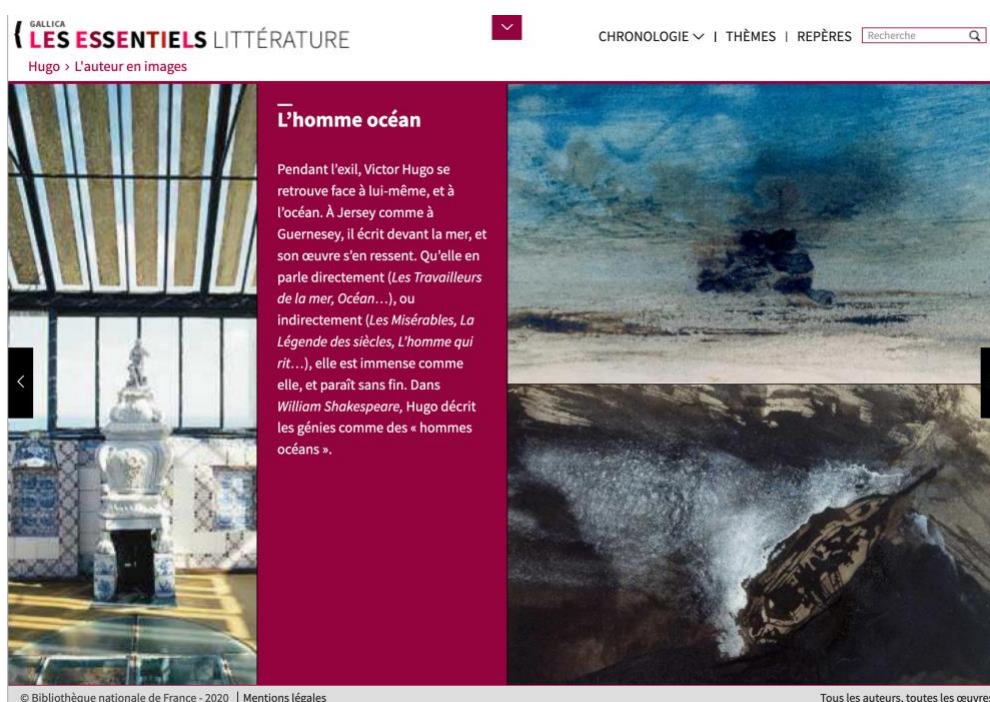 GALLICA
LES ESSENTIELS LITTÉRATURE
CHRONOLOGIE | THÈMES | REPÈRES Recherche
Hugo > L'auteur en images
L'homme océan
Pendant l'exil, Victor Hugo se
retrouve face à lui-même, et à
l'océan. À Jersey comme à
Guernesey, il écrit devant la mer, et
son œuvre s'en ressent. Qu'elle en
parle directement (Les Travailleurs
de la mer, Océan…), ou
indirectement (Les Misérables, La
Légende des siècles, L'homme qui
rit…), elle est immense comme
elle, et paraît sans fin. Dans
William Shakespeare, Hugo décrit
les génies comme des « hommes
océans ».
© Bibliothèque nationale de France - 2020 | Mentions légales
Tous les auteurs, toutes les œuvres